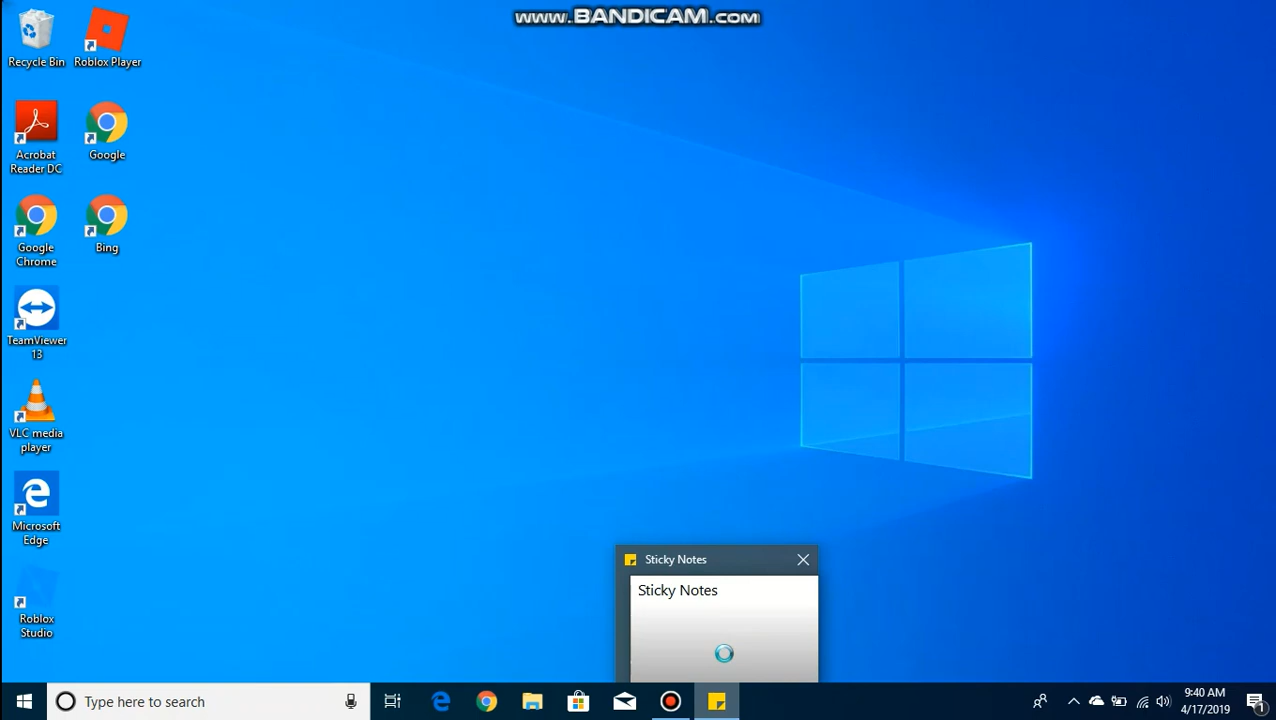 www.BANDICAM.com
Recycle Bin
Roblox Player
Acrobat
Reader DC
Google
Google
Chrome
Bing
TeamViewer
13
VLC media
player
Microsoft
Edge
Roblox
Studio
Sticky Notes
Sticky Notes
Type here to search
9:40 AM
4/17/2019
1